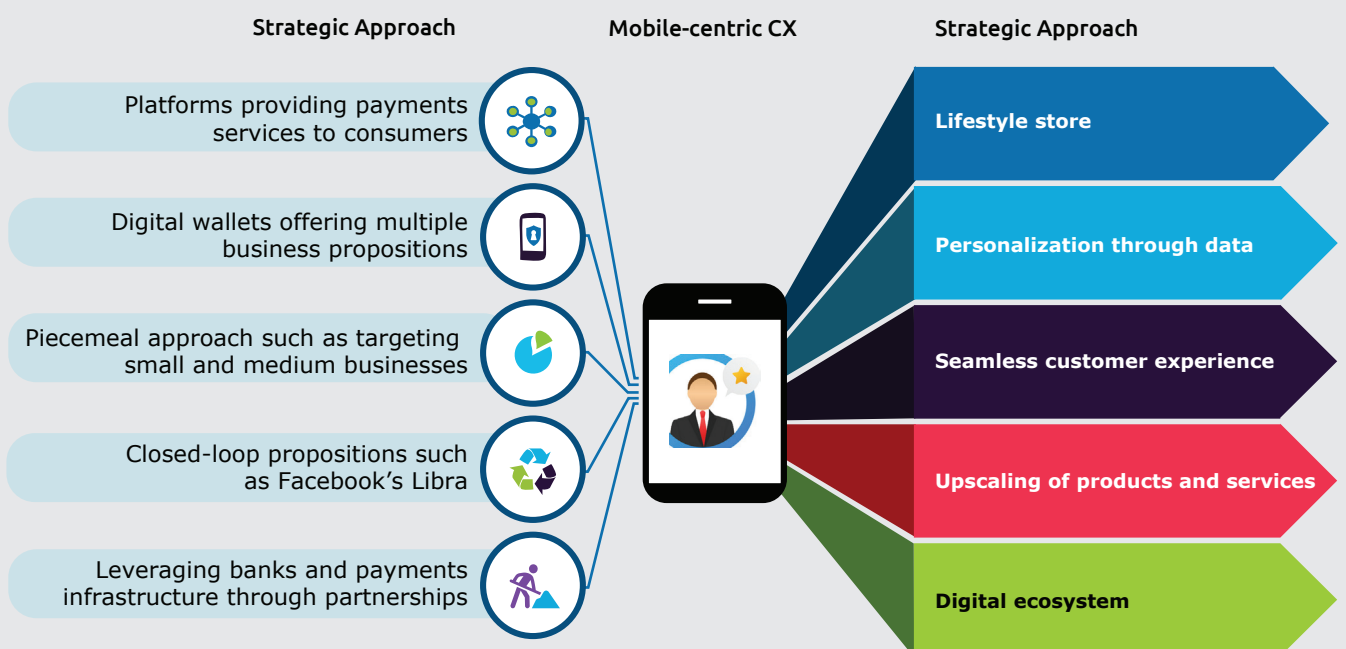 Strategic Approach
Mobile-centric CX
Strategic Approach
Platforms providing payments
services to consumers
Digital wallets offering multiple
business propositions
Piecemeal approach such as targeting
small and medium businesses
Closed-loop propositions such
as Facebook’s Libra
Leveraging banks and payments
infrastructure through partnerships
Lifestyle store
Personalization through data
Seamless customer experience
Upscaling of products and services
Digital ecosystem